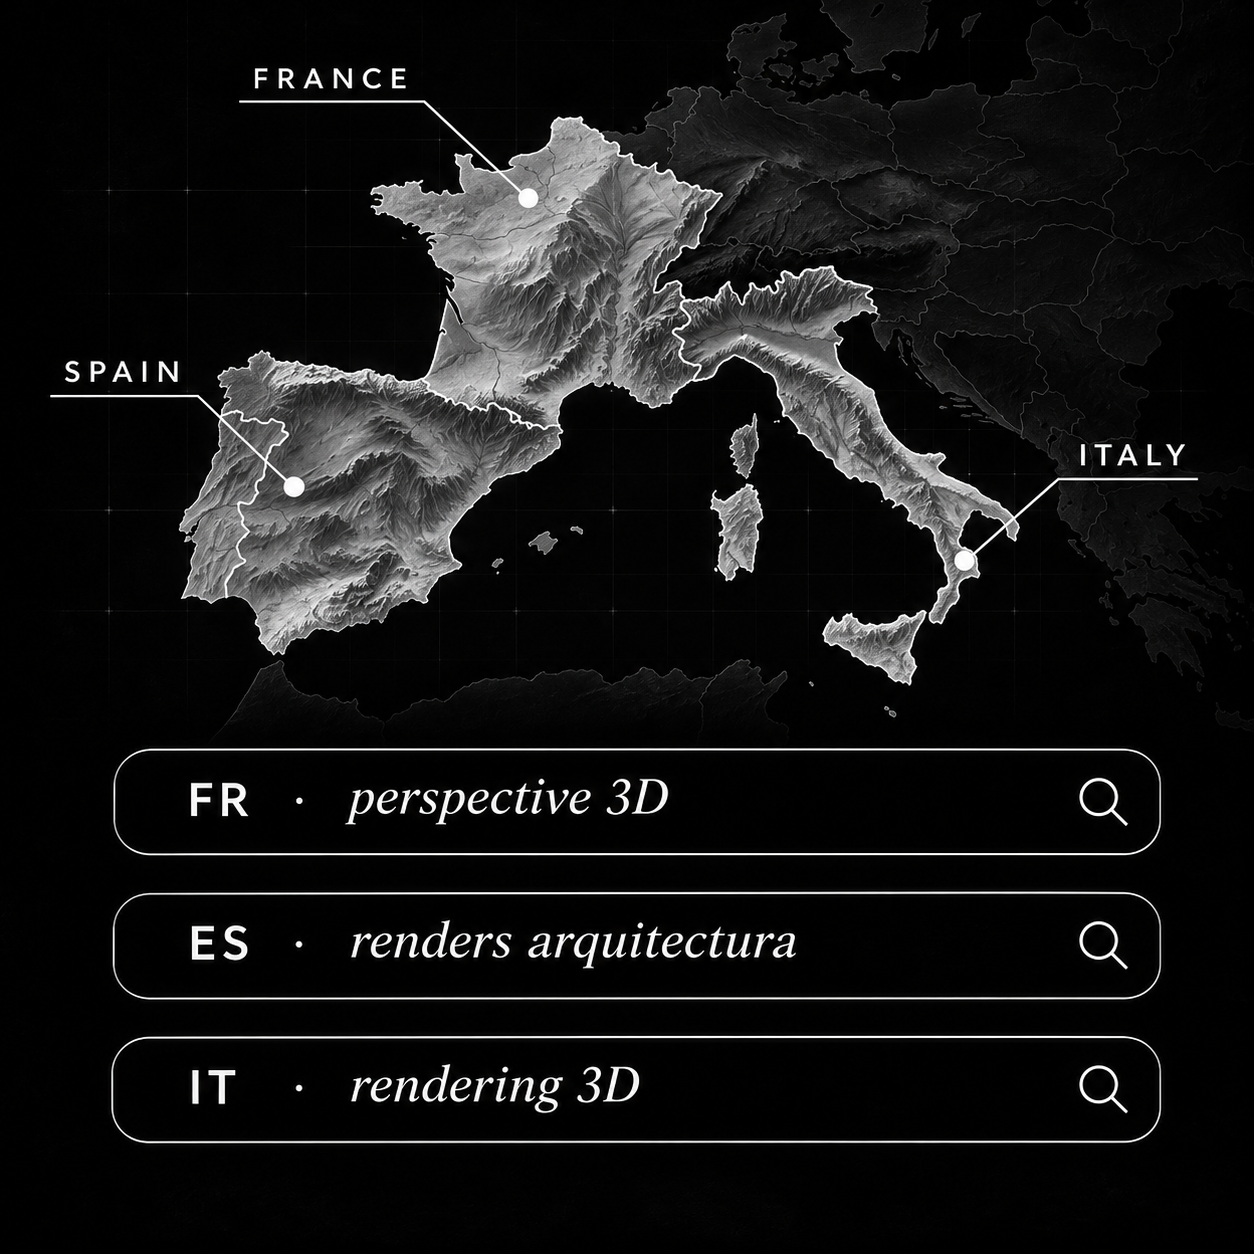 FRANCE
SPAIN
ITALY
FR · perspective 3D
ES · renders arquitectura
IT · rendering 3D